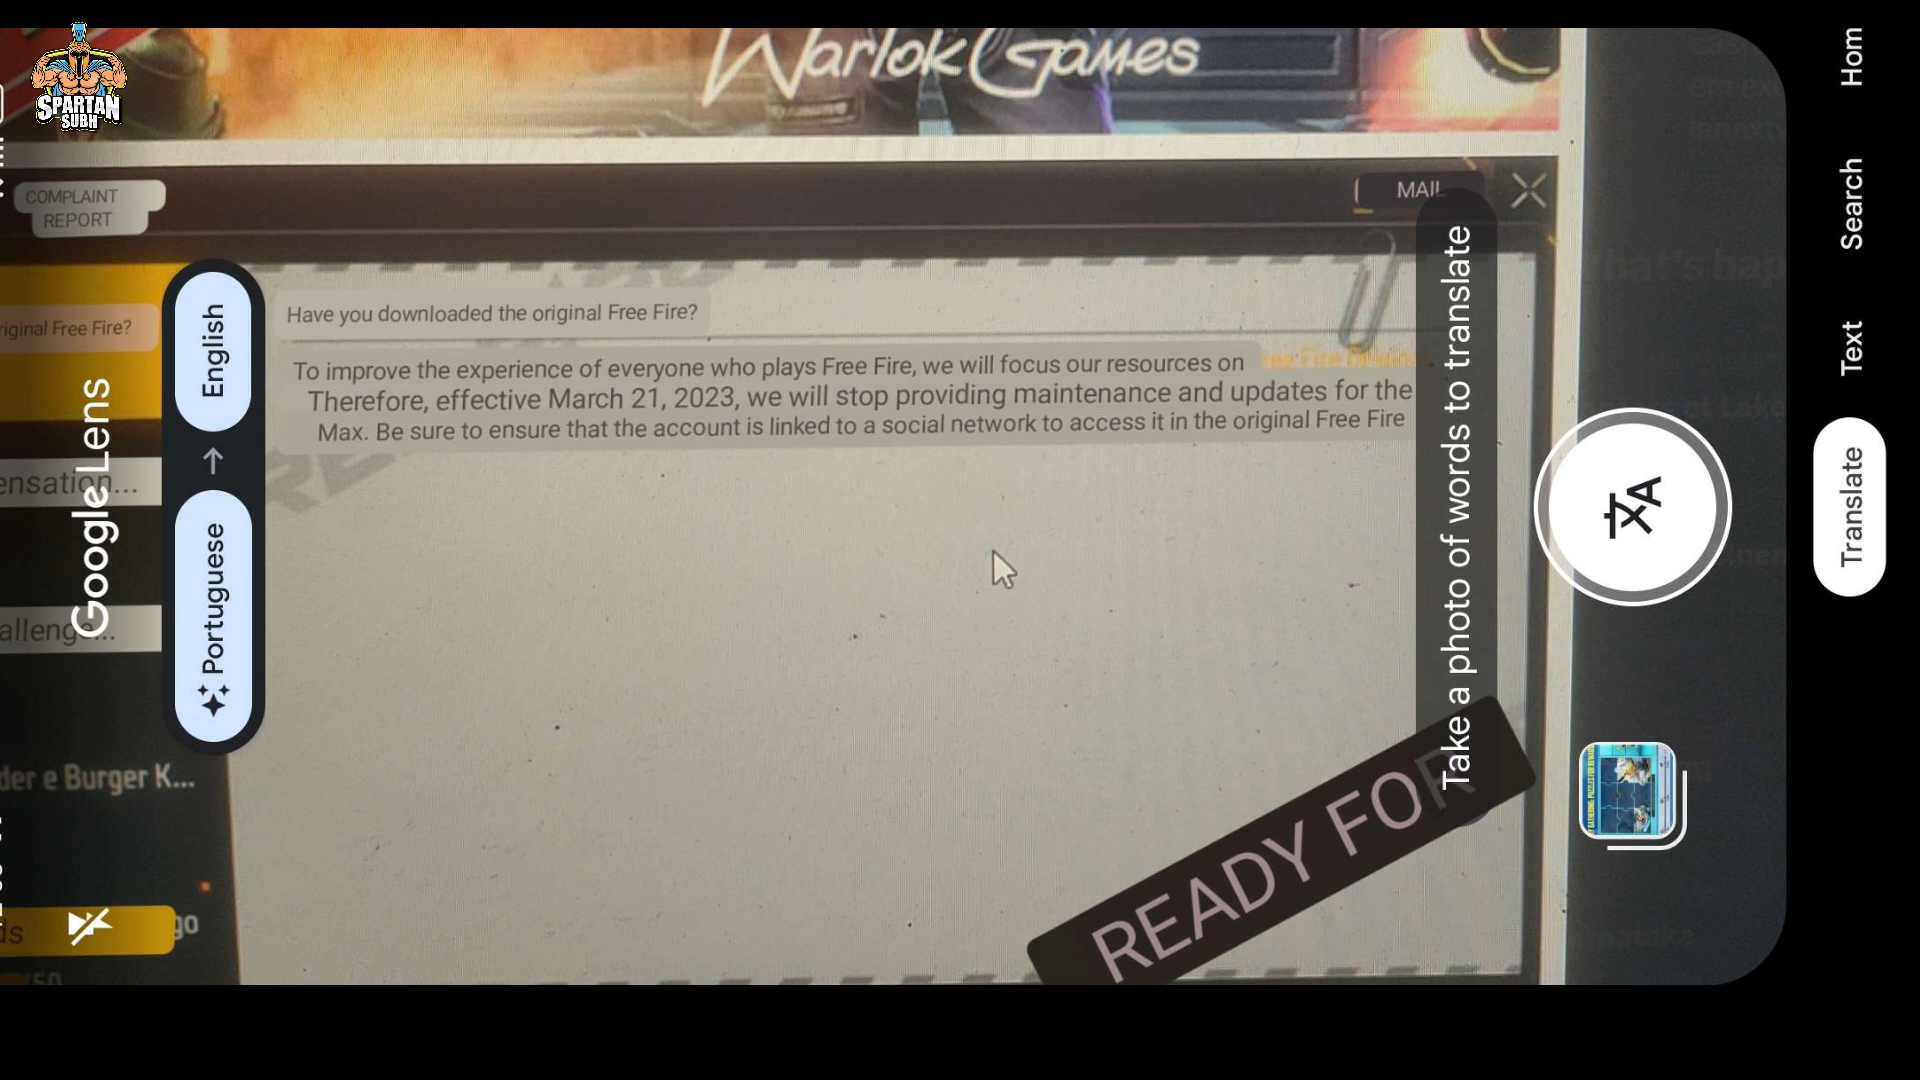 Warlok Games
SPARTAN
SUBH
COMPLAINT
REPORT
MAIL
Have you downloaded the original Free Fire?
riginal Free Fire?
To improve the experience of everyone who plays Free Fire, we will focus our resources on
Therefore, effective March 21, 2023, we will stop providing maintenance and updates for the
Max. Be sure to ensure that the account is linked to a social network to access it in the original Free Fire
ensation...
allenge...
der e Burger K...
go
ds
/50
READY FOR
Google Lens
Portuguese → English
Take a photo of words to translate
Hom
Search
Text
Translate